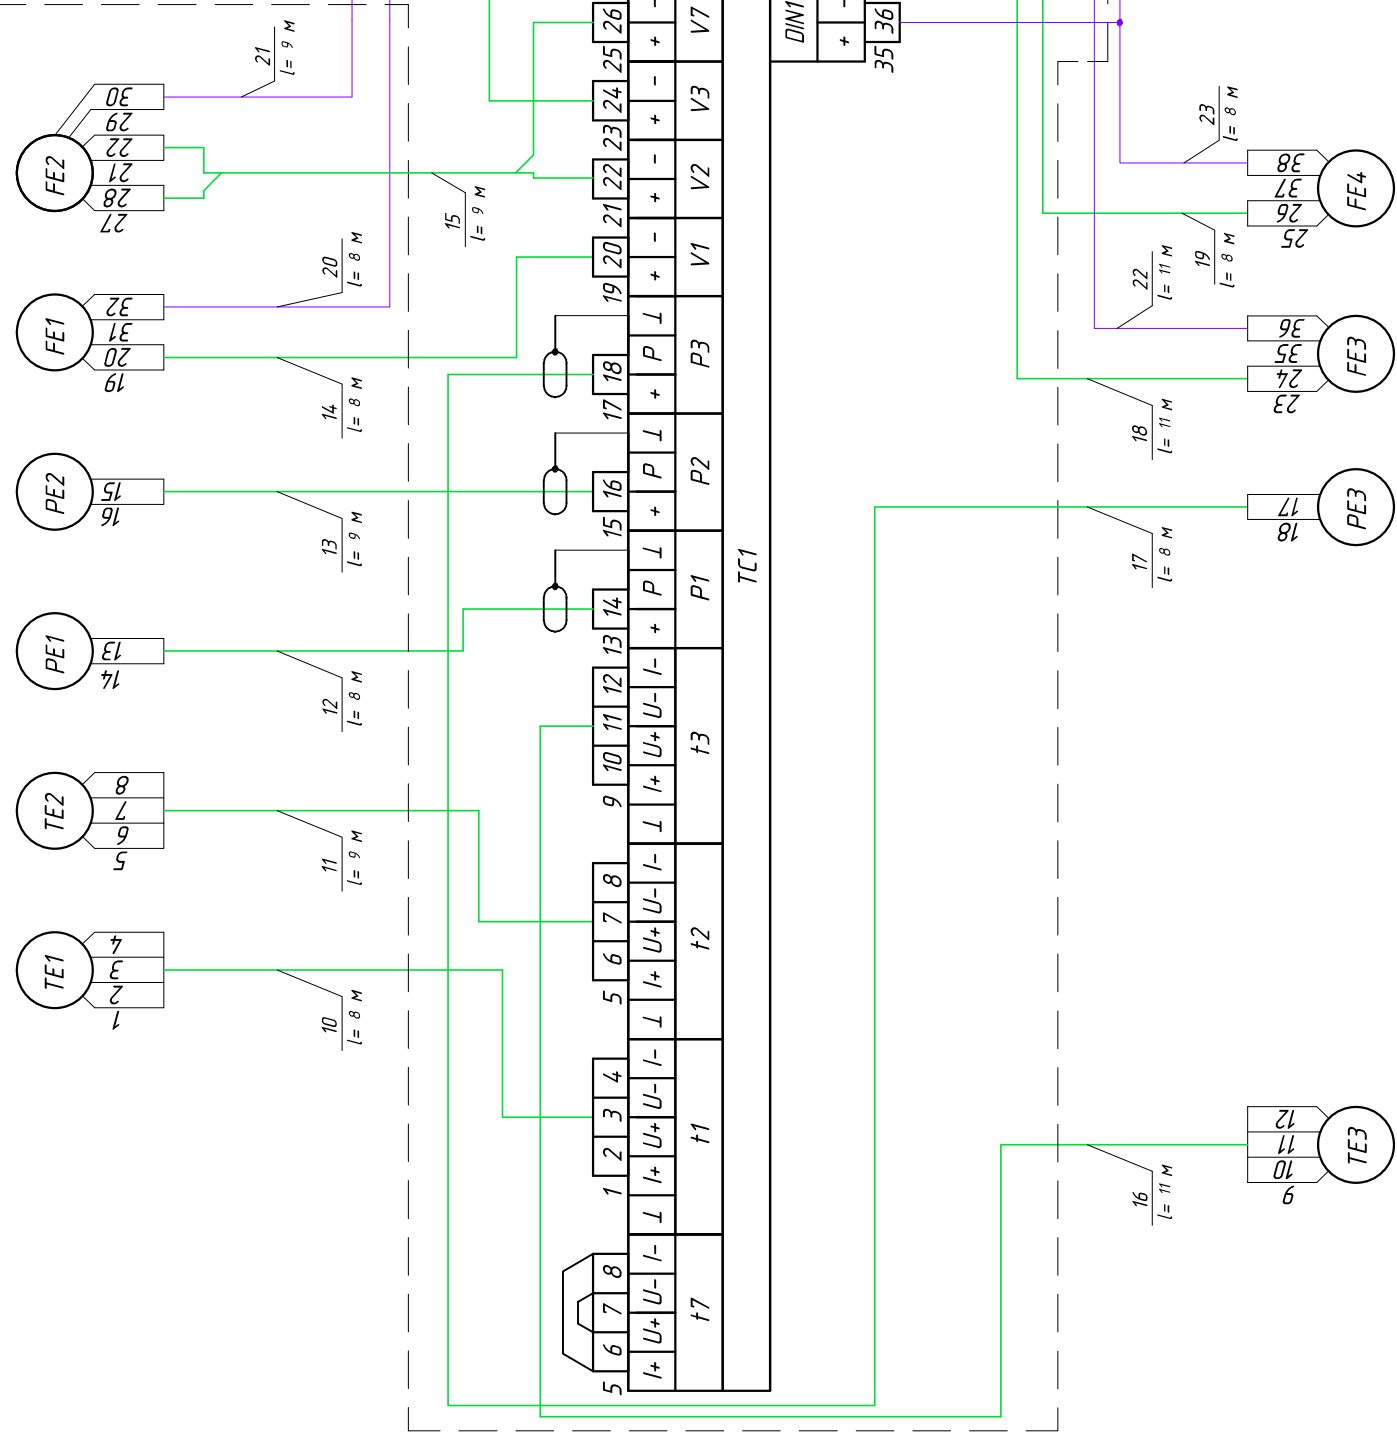 FE2
30
29
22
21
28
27
21
l= 9 м
15
l= 9 м
FE1
32
31
20
19
20
l= 8 м
14
l= 8 м
PE2
15
16
13
l= 9 м
PE1
13
14
12
l= 8 м
TE2
8
7
6
5
11
l= 9 м
TE1
4
3
2
1
10
l= 8 м
26
25
- +
V7
24
23
- +
V3
22
21
- +
V2
20
19
- +
V1
18
17
⊥ P +
P3
16
15
⊥ P +
P2
14
13
⊥ P +
P1
12
11
10
9
I- U- U+ I+ ⊥
t3
8
7
6
5
I- U- U+ I+ ⊥
t2
4
3
2
1
I- U- U+ I+ ⊥
t1
8
7
6
5
I- U- U+ I+
t7
TC1
DIN1
- +
36
35
FE4
38
37
26
25
23
l= 8 м
19
l= 8 м
FE3
36
35
24
23
22
l= 11 м
18
l= 11 м
PE3
17
18
17
l= 8 м
TE3
12
11
10
9
16
l= 11 м